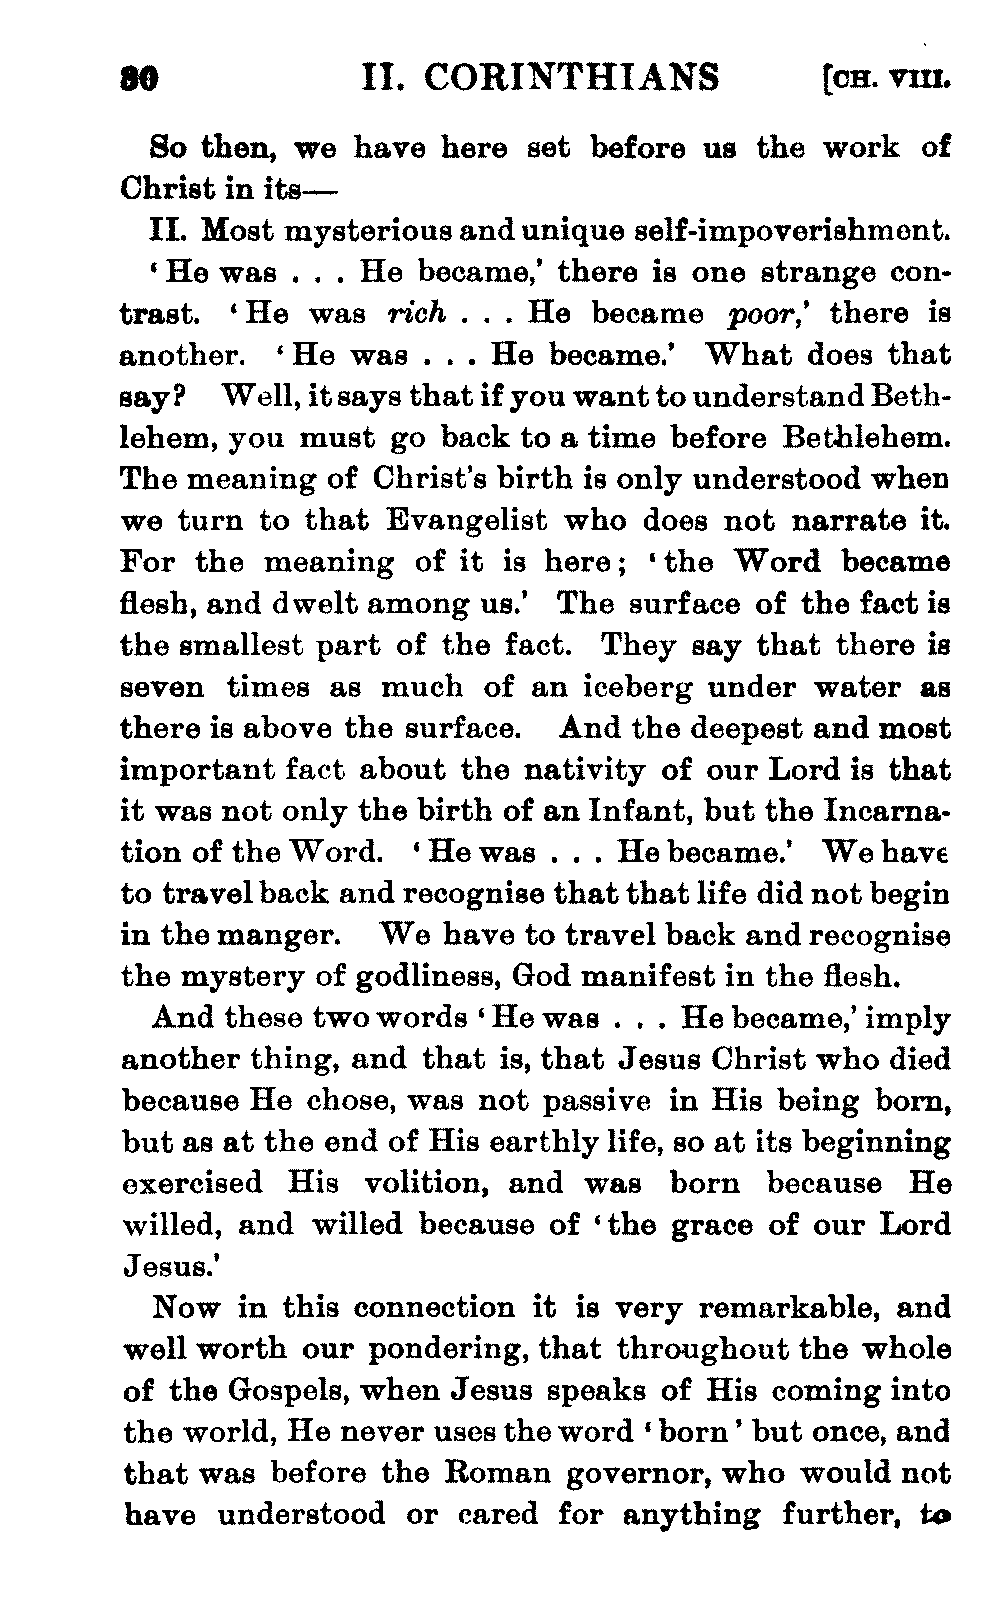 80 II. CORINTHIANS [CH. VIII.
So then, we have here set before us the work of
Christ in its—
II. Most mysterious and unique self-impoverishment.
‘He was . . . He became,’ there is one strange con-
trast. ‘He was rich . . . He became poor,’ there is
another. ‘He was . . . He became.’ What does that
say? Well, it says that if you want to understand Beth-
lehem, you must go back to a time before Bethlehem.
The meaning of Christ's birth is only understood when
we turn to that Evangelist who does not narrate it.
For the meaning of it is here; ‘the Word became
flesh, and dwelt among us.’ The surface of the fact is
the smallest part of the fact. They say that there is
seven times as much of an iceberg under water as
there is above the surface. And the deepest and most
important fact about the nativity of our Lord is that
it was not only the birth of an Infant, but the Incarna-
tion of the Word. ‘He was . . . He became.’ We have
to travel back and recognise that that life did not begin
in the manger. We have to travel back and recognise
the mystery of godliness, God manifest in the flesh.
And these two words ‘He was . . . He became,’ imply
another thing, and that is, that Jesus Christ who died
because He chose, was not passive in His being born,
but as at the end of His earthly life, so at its beginning
exercised His volition, and was born because He
willed, and willed because of ‘the grace of our Lord
Jesus.’
Now in this connection it is very remarkable, and
well worth our pondering, that throughout the whole
of the Gospels, when Jesus speaks of His coming into
the world, He never uses the word ‘born’ but once, and
that was before the Roman governor, who would not
have understood or cared for anything further, to